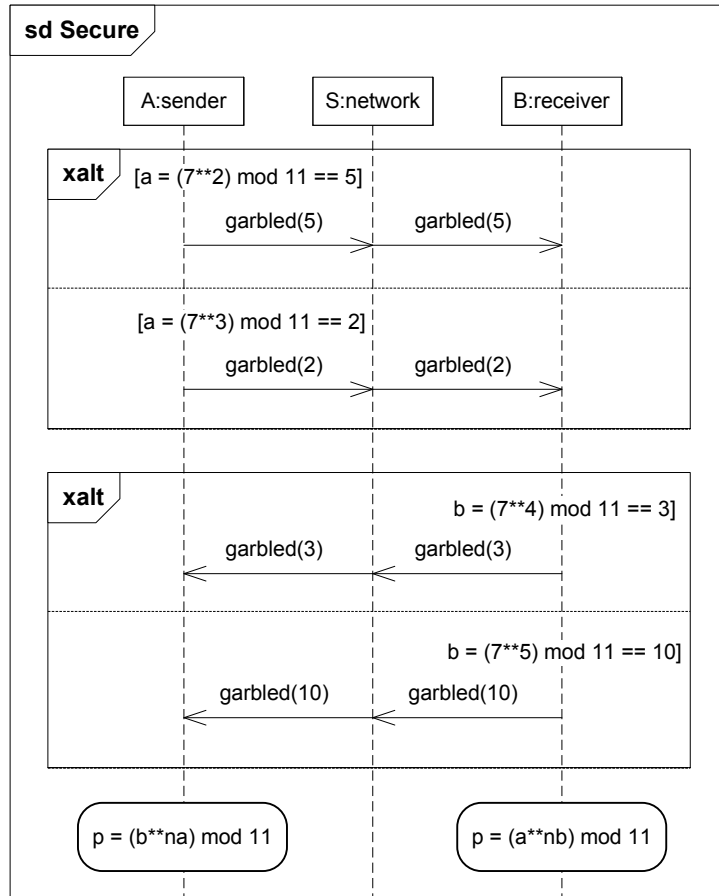 sd Secure
A:sender S:network B:receiver
xalt [a = (7**2) mod 11 == 5]
garbled(5) garbled(5)
[a = (7**3) mod 11 == 2]
garbled(2) garbled(2)
xalt
b = (7**4) mod 11 == 3]
garbled(3) garbled(3)
b = (7**5) mod 11 == 10]
garbled(10) garbled(10)
p = (b**na) mod 11 p = (a**nb) mod 11